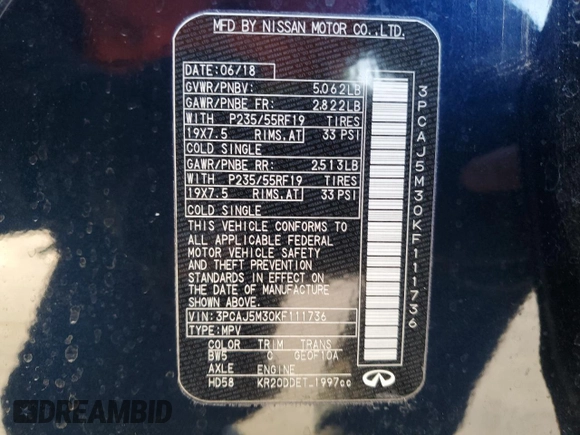 MFD BY NISSAN MOTOR CO.,LTD.
DATE:06/18
GVWR/PNBV: 5.062LB
GAWR/PNBE FR: 2.822LB
WITH P235/55RF19 TIRES
19X7.5 RIMS.AT 33 PSI
COLD SINGLE
GAWR/PNBE RR: 2.513LB
WITH P235/55RF19 TIRES
19X7.5 RIMS.AT 33 PSI
COLD SINGLE
THIS VEHICLE CONFORMS TO
ALL APPLICABLE FEDERAL
MOTOR VEHICLE SAFETY
AND THEFT PREVENTION
STANDARDS IN EFFECT ON
THE DATE OF MANUFACTURE
SHOWN ABOVE.
VIN:3PCAJ5M30KF111736
TYPE:MPV
COLOR TRIM TRANS
BW5 C GE0F10A
AXLE ENGINE
HD58 KR20DDET.1997cc
3PCAJ5M30KF111736
INFINITI
DREAMBID